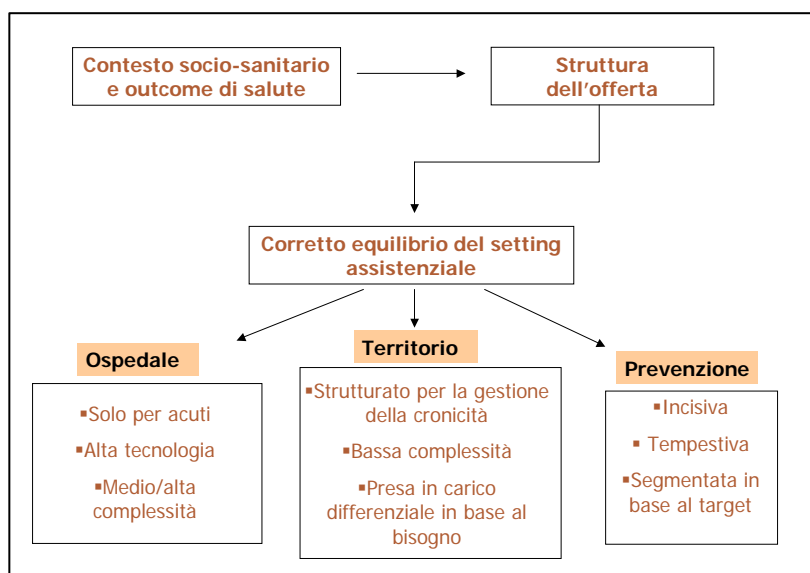 Contesto socio-sanitario
e outcome di salute
Struttura
dell'offerta
Corretto equilibrio del setting
assistenziale
Ospedale
▪Solo per acuti
▪Alta tecnologia
▪Medio/alta
complessità
Territorio
▪Strutturato per la gestione
della cronicità
▪Bassa complessità
▪Presa in carico
differenziale in base al
bisogno
Prevenzione
▪Incisiva
▪ Tempestiva
▪Segmentata in
base al target